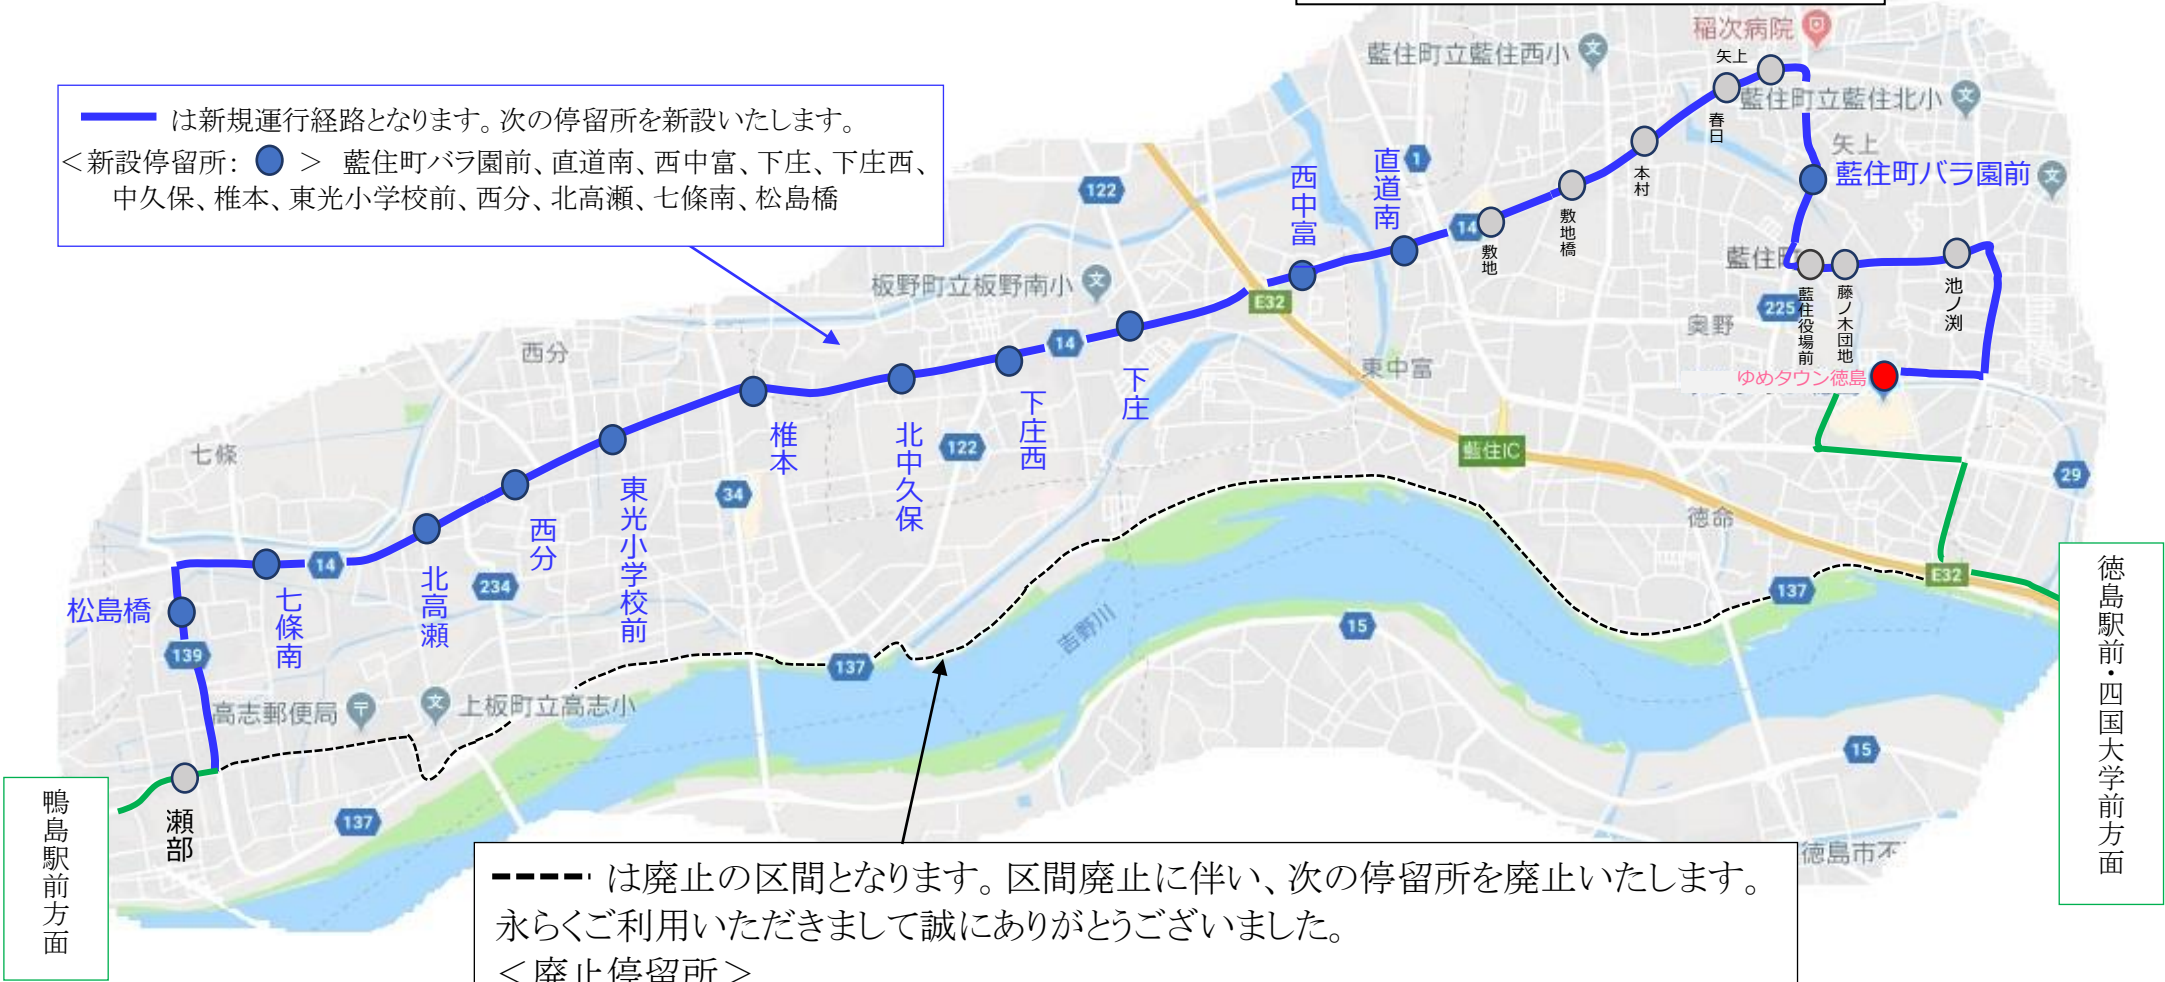 稲次病院
藍住町立藍住西小
矢上
藍住町立藍住北小
春日
矢上
は新規運行経路となります。次の停留所を新設いたします。
＜新設停留所： ＞ 藍住町バラ園前、直道南、西中富、下庄、下庄西、
中久保、椎本、東光小学校前、西分、北高瀬、七條南、松島橋
直道南
1
西中富
122
本村
藍住町バラ園前
敷地橋
14
敷地
藍住町
藍住役場前
藤ノ木団地
池ノ渕
225
奥野
板野町立板野南小
E32
14
西分
下庄
東中富
ゆめタウン徳島
下庄西
椎本
北中久保
122
藍住IC
七條
29
34
東光小学校前
徳命
西分
14
北高瀬
234
七條南
松島橋
E32
137
139
15
吉野川
137
高志郵便局
上板町立高志小
15
137
瀬部
鴨島駅前方面
徳島駅前・四国大学前方面
徳島市不
は廃止の区間となります。区間廃止に伴い、次の停留所を廃止いたします。
永らくご利用いただきまして誠にありがとうございました。
＜廃止停留所＞